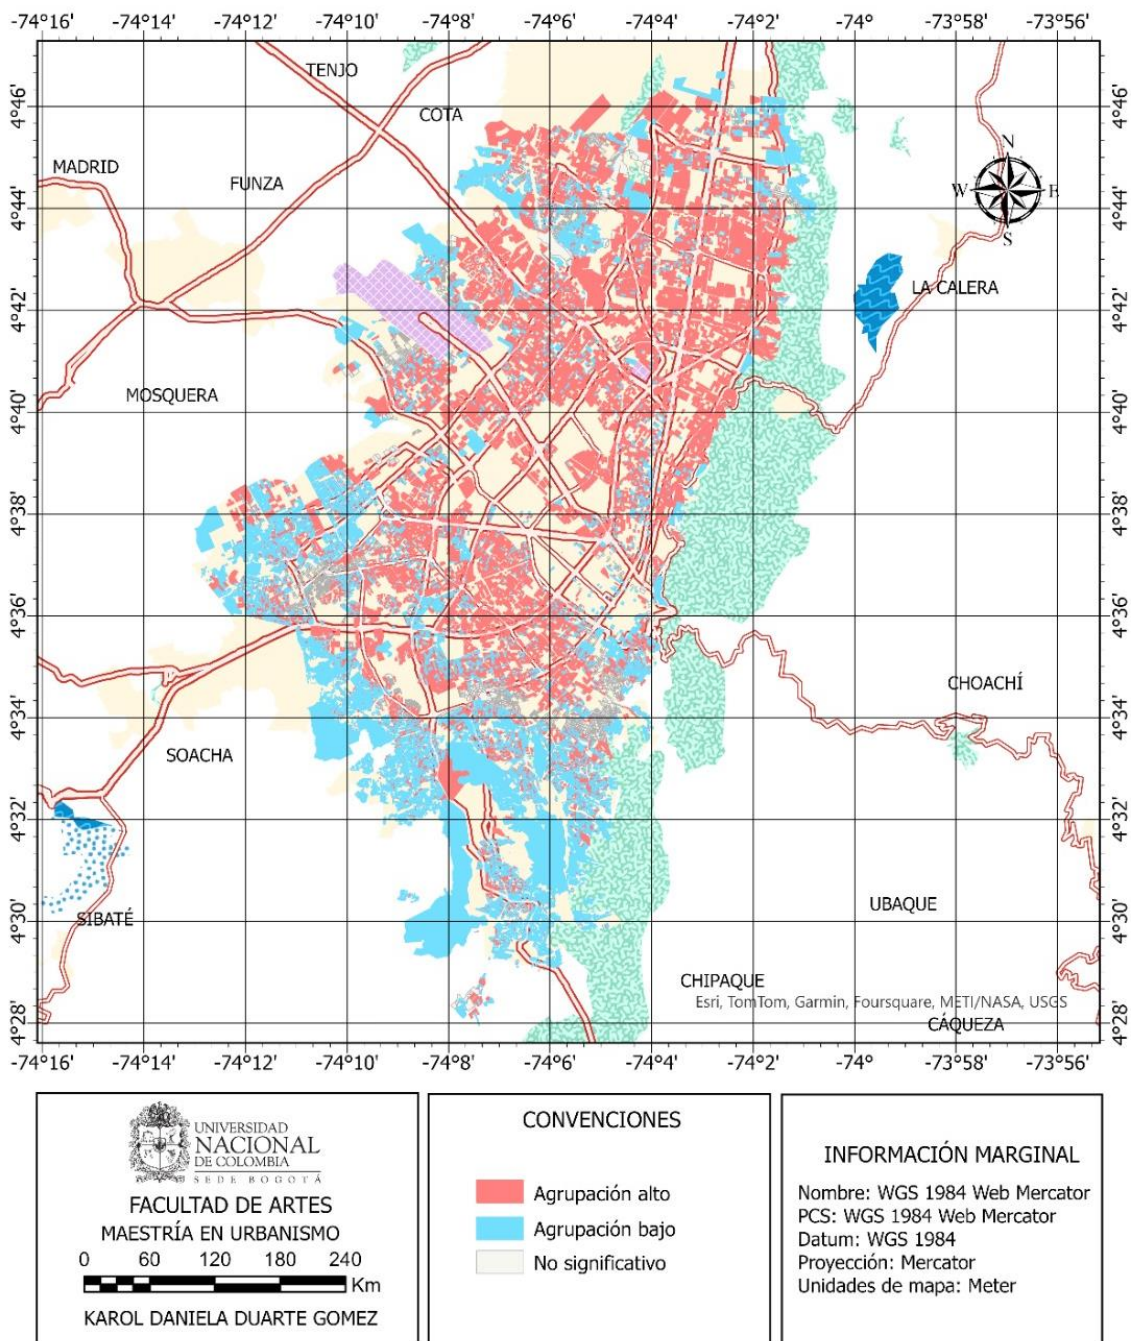 -74°16' -74°14' -74°12' -74°10' -74°8' -74°6' -74°4' -74°2' -74° -73°58' -73°56'
TENJO
4°46' 4°46'
COTA
N
MADRID
FUNZA
W E
4°44' 4°44'
S
LA CALERA
4°42' 4°42'
MOSQUERA
4°40' 4°40'
4°38' 4°38'
4°36' 4°36'
CHOACHÍ
4°34' 4°34'
SOACHA
4°32' 4°32'
UBAQUE
SIBATÉ
4°30' 4°30'
CHIPAQUE
Esri, TomTom, Garmin, Foursquare, METI/NASA, USGS
4°28' 4°28'
CÁQUEZA
-74°16' -74°14' -74°12' -74°10' -74°8' -74°6' -74°4' -74°2' -74° -73°58' -73°56'
UNIVERSIDAD
NACIONAL
DE COLOMBIA
SEDE BOGOTÁ
FACULTAD DE ARTES
MAESTRÍA EN URBANISMO
0 60 120 180 240
Km
KAROL DANIELA DUARTE GOMEZ
CONVENCIONES
Agrupación alto
Agrupación bajo
No significativo
INFORMACIÓN MARGINAL
Nombre: WGS 1984 Web Mercator
PCS: WGS 1984 Web Mercator
Datum: WGS 1984
Proyección: Mercator
Unidades de mapa: Meter